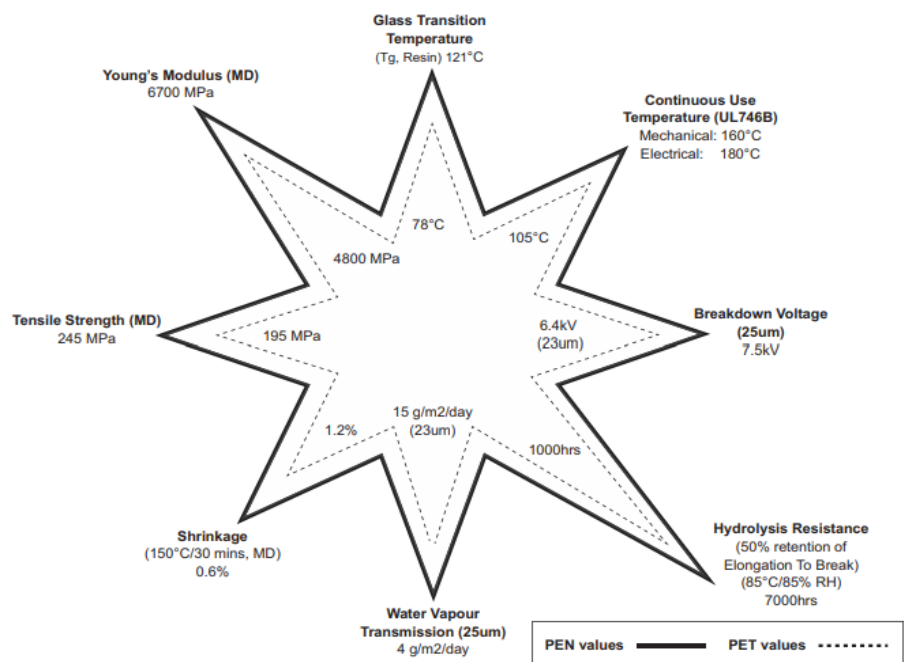 Glass Transition
Temperature
(Tg, Resin) 121°C
Young's Modulus (MD)
6700 MPa
Continuous Use
Temperature (UL746B)
Mechanical: 160°C
Electrical: 180°C
78°C
105°C
4800 MPa
Tensile Strength (MD)
245 MPa
195 MPa
6.4kV
(23um)
Breakdown Voltage
(25um)
7.5kV
1.2%
15 g/m2/day
(23um)
1000hrs
Shrinkage
(150°C/30 mins, MD)
0.6%
Hydrolysis Resistance
(50% retention of
Elongation To Break)
(85°C/85% RH)
7000hrs
Water Vapour
Transmission (25um)
4 g/m2/day
PEN values
PET values